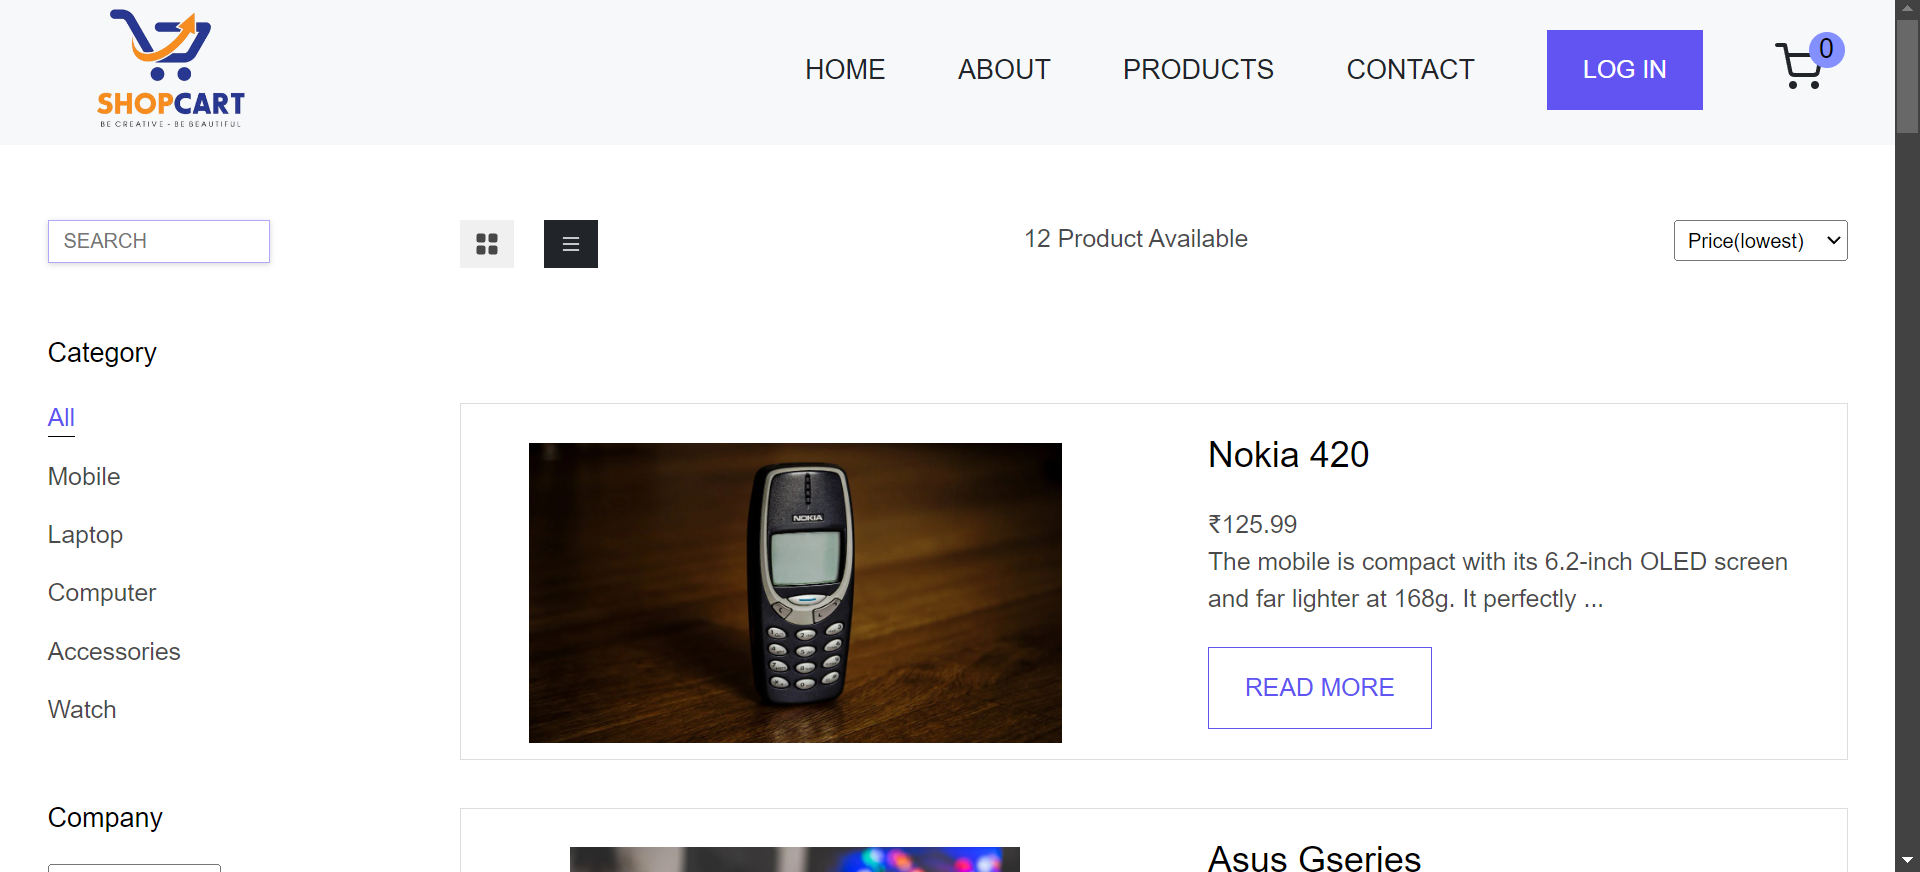 SHOPCART
BE CREATIVE - BE BEAUTIFUL
HOME
ABOUT
PRODUCTS
CONTACT
LOG IN
0
SEARCH
12 Product Available
Price(lowest)
Category
All
Mobile
Laptop
Computer
Accessories
Watch
Company
NOKIA
Nokia 420
₹125.99
The mobile is compact with its 6.2-inch OLED screen
and far lighter at 168g. It perfectly ...
READ MORE
Asus Gseries